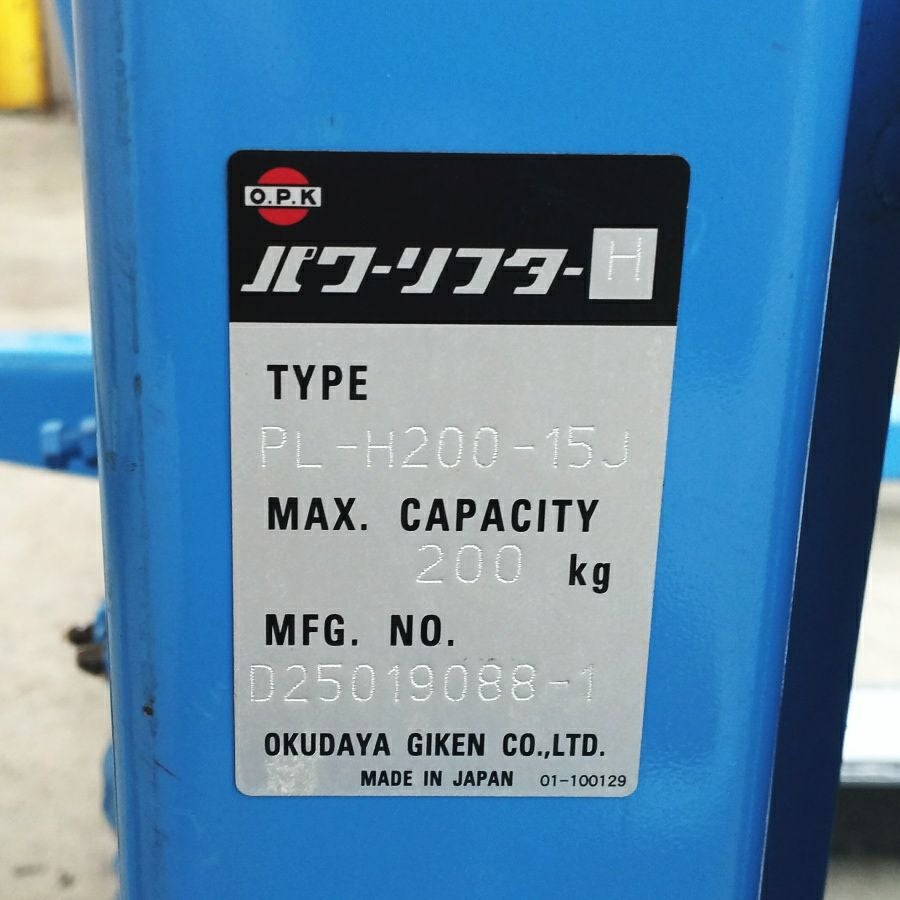 O.P.K
パワーリフターH
TYPE
PL-H200-15J
MAX. CAPACITY
200 kg
MFG. NO.
D25019088-1
OKUDAYA GIKEN CO.,LTD.
MADE IN JAPAN 01-100129